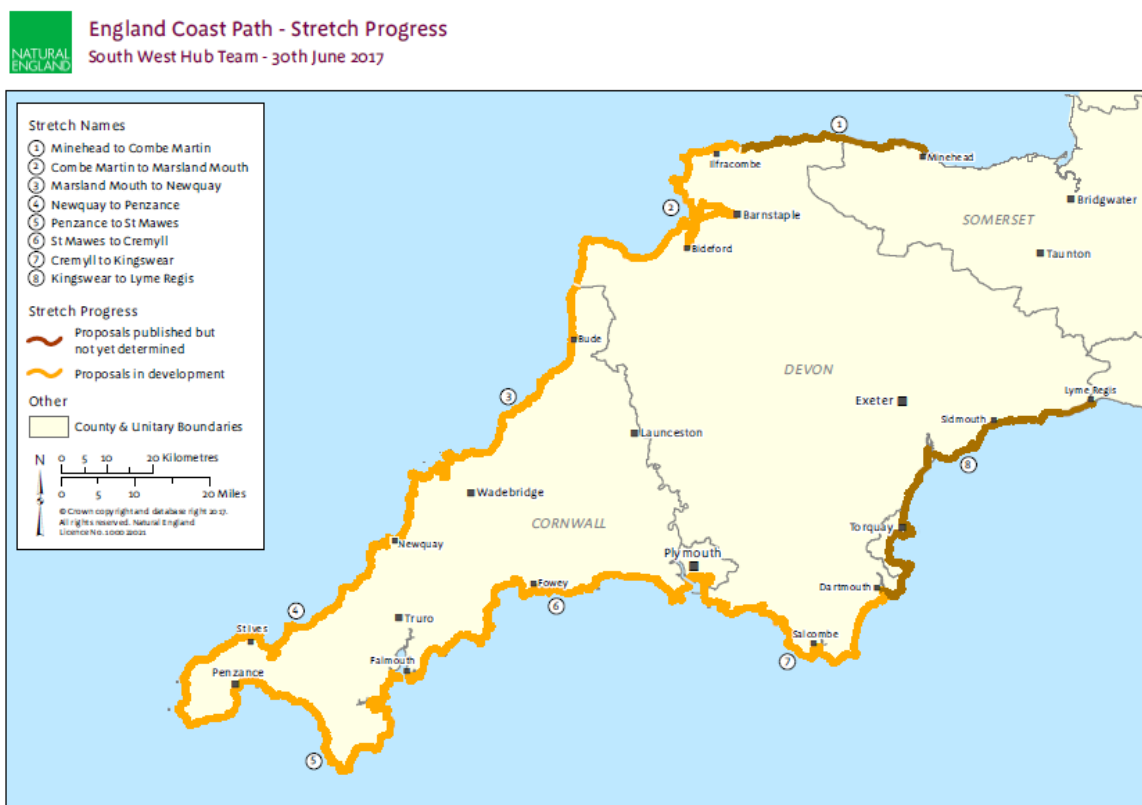 NATURAL
ENGLAND
England Coast Path - Stretch Progress
South West Hub Team - 30th June 2017
Stretch Names
1 Minehead to Combe Martin
2 Combe Martin to Marsland Mouth
3 Marsland Mouth to Newquay
4 Newquay to Penzance
5 Penzance to St Mawes
6 St Mawes to Cremyll
7 Cremyll to Kingswear
8 Kingswear to Lyme Regis
Stretch Progress
Proposals published but
not yet determined
Proposals in development
Other
County & Unitary Boundaries
N
0 5 10 20 Kilometres
0 5 10 20 Miles
© Crown copyright and database right 2017.
All rights reserved. Natural England
Licence No. 100022021
1
Ilfracombe
Minehead
2
Barnstaple
Bridgwater
SOMERSET
Bideford
Taunton
Bude
DEVON
3
Lyme Regis
Exeter
Sidmouth
Launceston
8
Wadebridge
CORNWALL
Torquay
Newquay
Plymouth
Fowey
Dartmouth
6
4
Truro
St Ives
Salcombe
7
Falmouth
Penzance
5